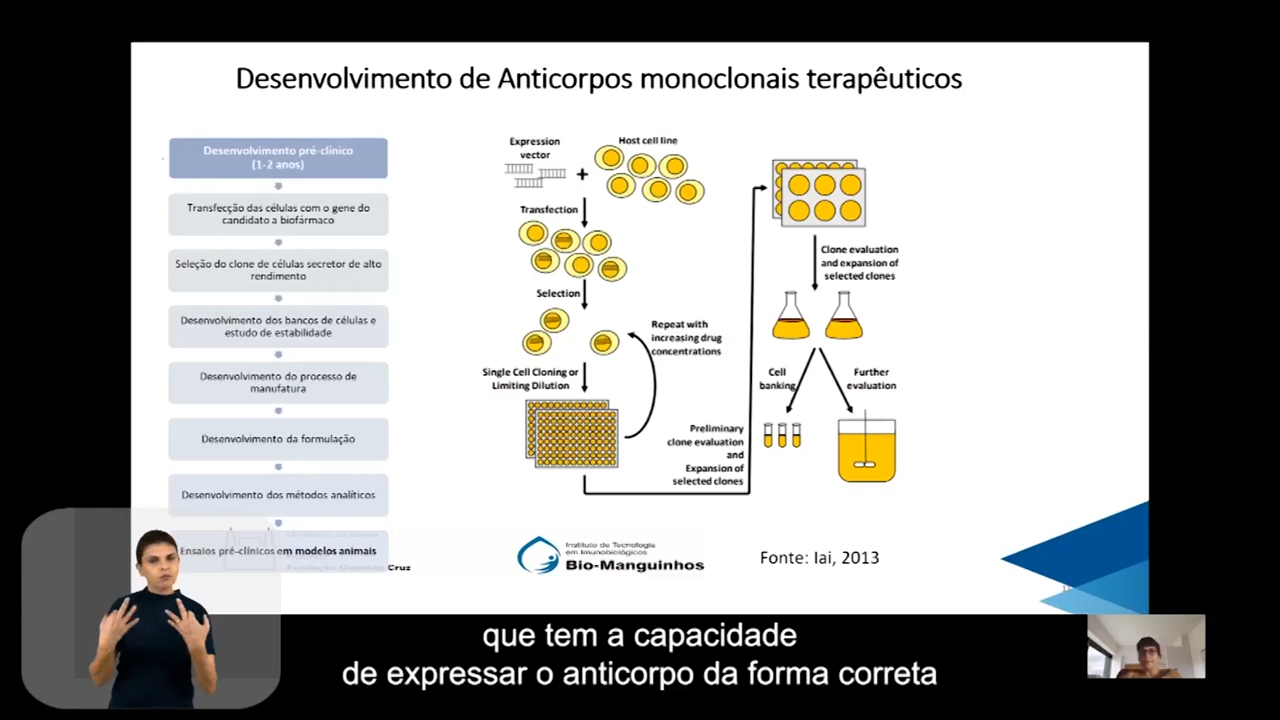 Desenvolvimento de Anticorpos monoclonais terapêuticos
Desenvolvimento pré-clínico
(1-2 anos)
Transfecção das células com o gene do
candidato a biofármaco
Seleção do clone de células secretor de alto
rendimento
Desenvolvimento dos bancos de células e
estudo de estabilidade
Desenvolvimento do processo de
manufatura
Desenvolvimento da formulação
Desenvolvimento dos métodos analíticos
Ensaios pré-clínicos em modelos animais
Cruz
Expression
vector
+
Host cell line
Transfection
Selection
Repeat with
increasing drug
concentrations
Single Cell Cloning or
Limiting Dilution
Preliminary
clone evaluation
and
Expansion of
selected clones
Clone evaluation
and expansion of
selected clones
Cell
banking
Further
evaluation
Instituto de Tecnologia
em Imunobiológicos
Bio-Manguinhos
Fonte: Iai, 2013
que tem a capacidade
de expressar o anticorpo da forma correta